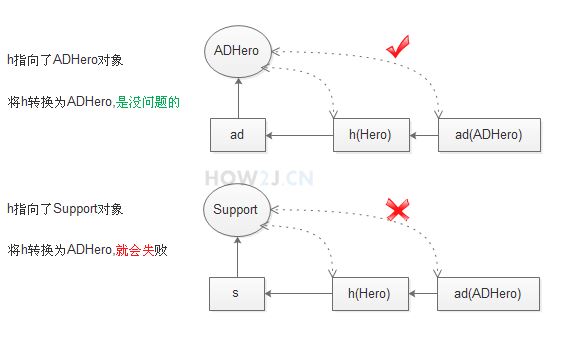 ADHero
h指向了ADHero对象
将h转换为ADHero,是没问题的
ad
h(Hero)
ad(ADHero)
HOW2J.CN
h指向了Support对象
Support
将h转换为ADHero,就会失败
s
h(Hero)
ad(ADHero)